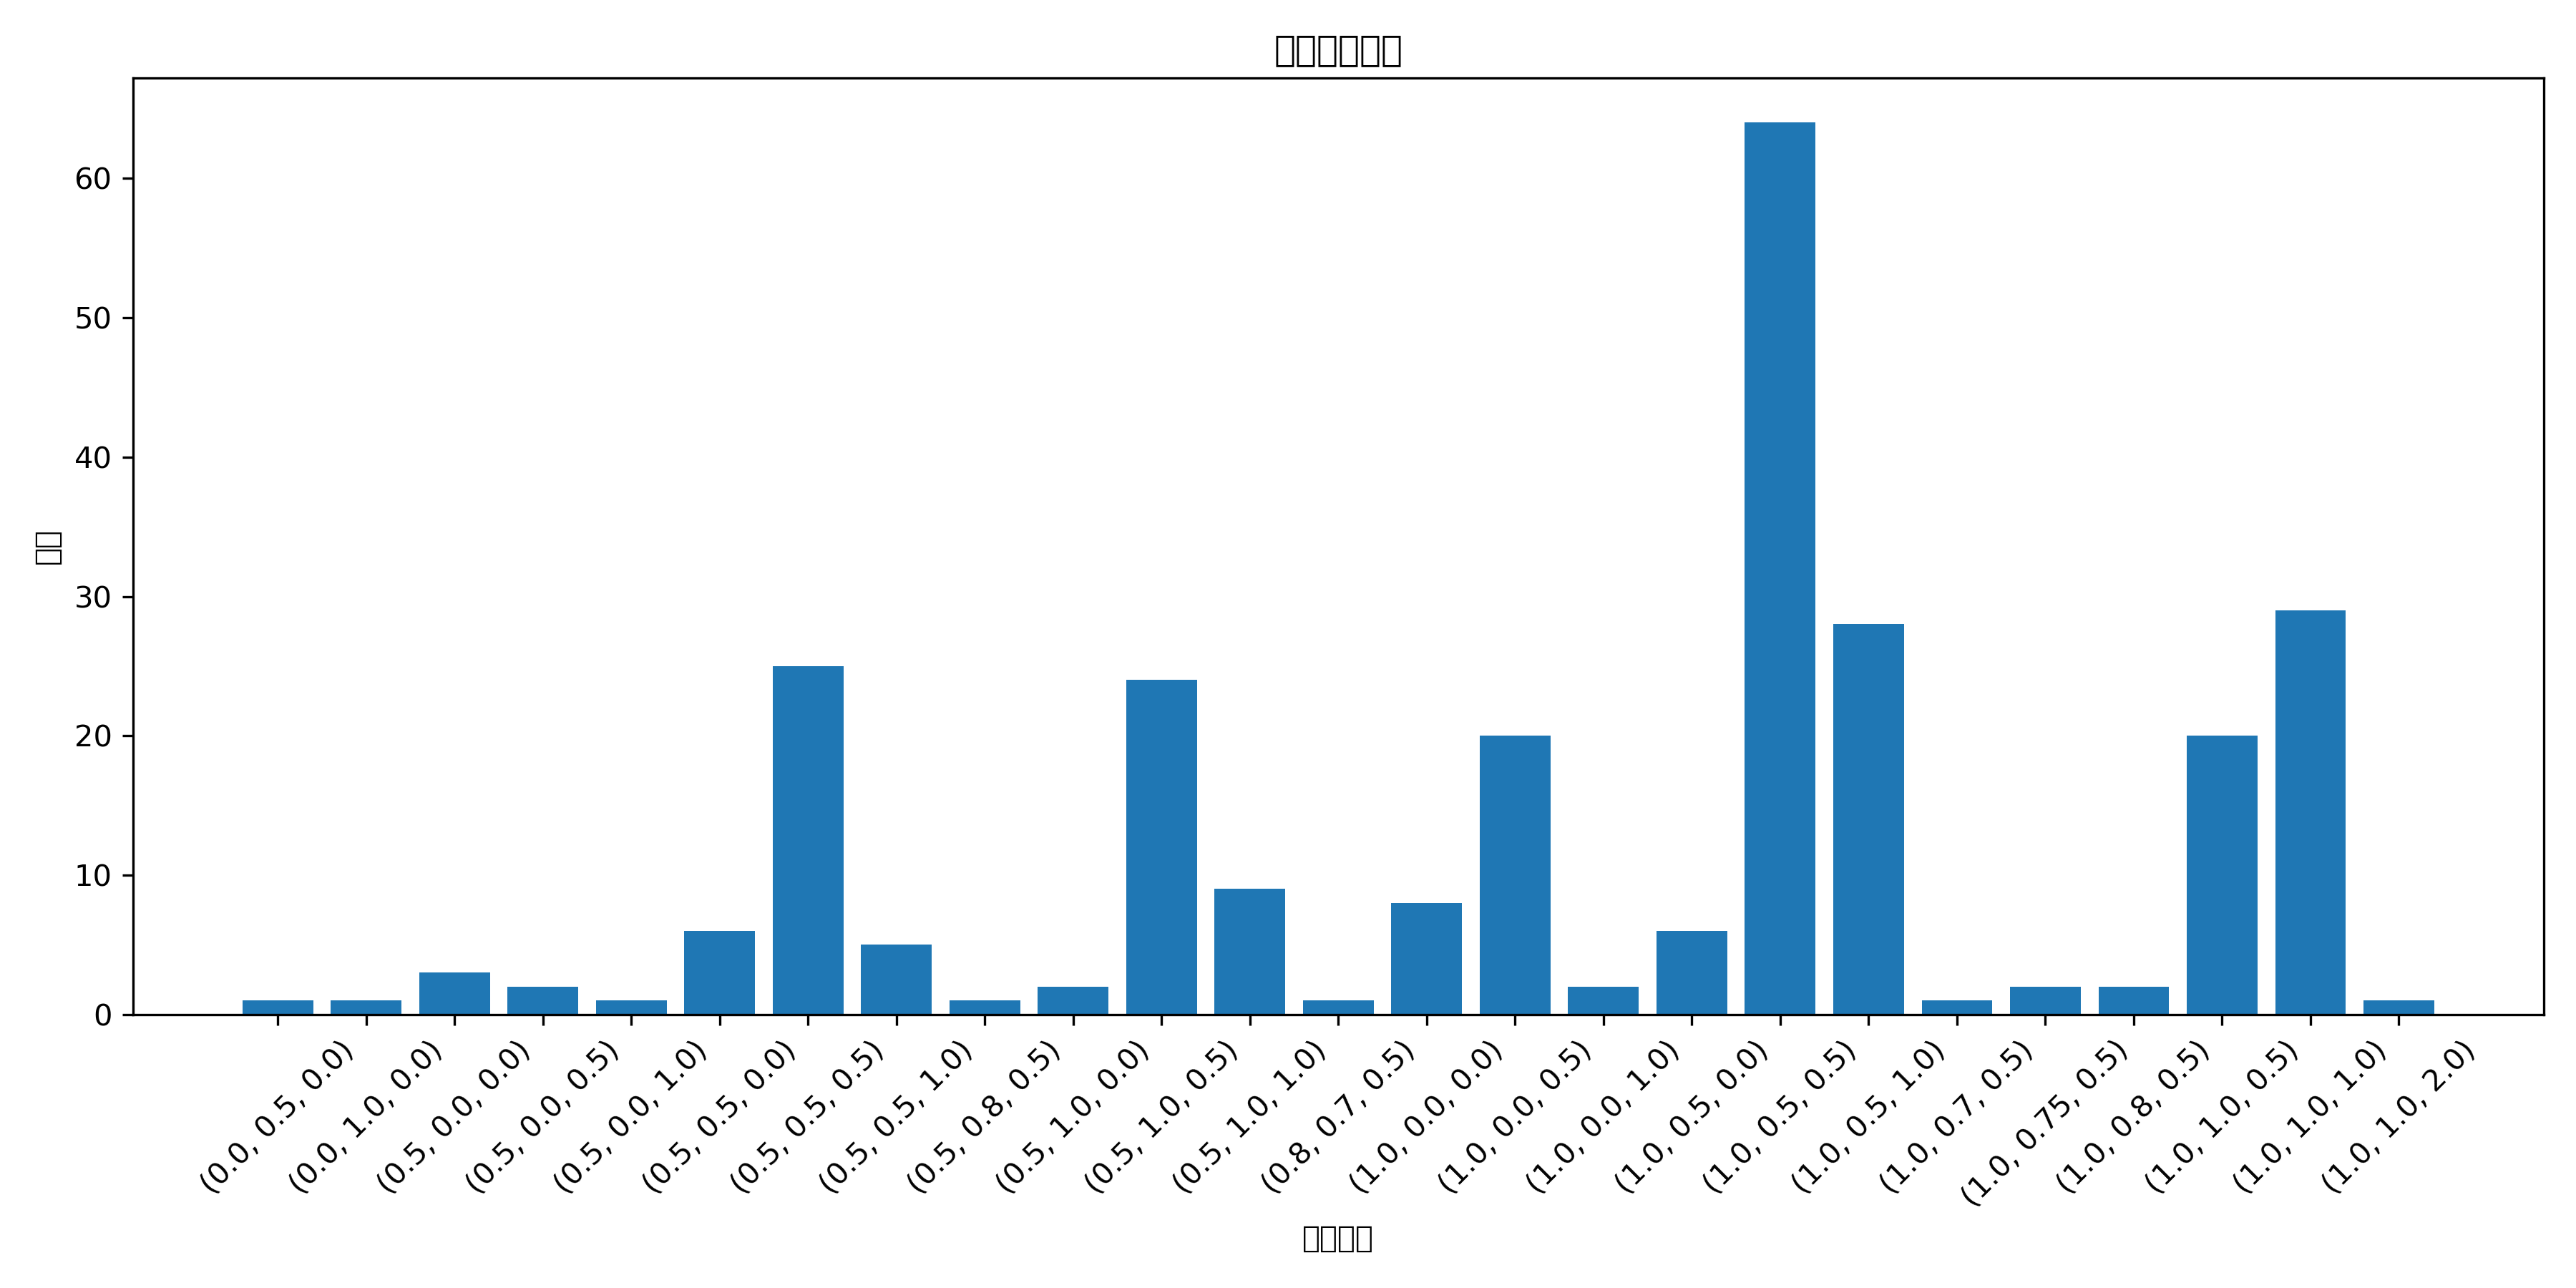 60
50
40
30
20
10
0
(0.0, 0.5, 0.0)
(0.0, 1.0, 0.0)
(0.5, 0.0, 0.0)
(0.5, 0.0, 0.5)
(0.5, 0.0, 1.0)
(0.5, 0.5, 0.0)
(0.5, 0.5, 0.5)
(0.5, 0.5, 1.0)
(0.5, 0.8, 0.5)
(0.5, 1.0, 0.0)
(0.5, 1.0, 0.5)
(0.5, 1.0, 1.0)
(0.8, 0.7, 0.5)
(1.0, 0.0, 0.0)
(1.0, 0.0, 0.5)
(1.0, 0.0, 1.0)
(1.0, 0.5, 0.0)
(1.0, 0.5, 0.5)
(1.0, 0.5, 1.0)
(1.0, 0.7, 0.5)
(1.0, 0.75, 0.5)
(1.0, 0.8, 0.5)
(1.0, 1.0, 0.5)
(1.0, 1.0, 1.0)
(1.0, 1.0, 2.0)